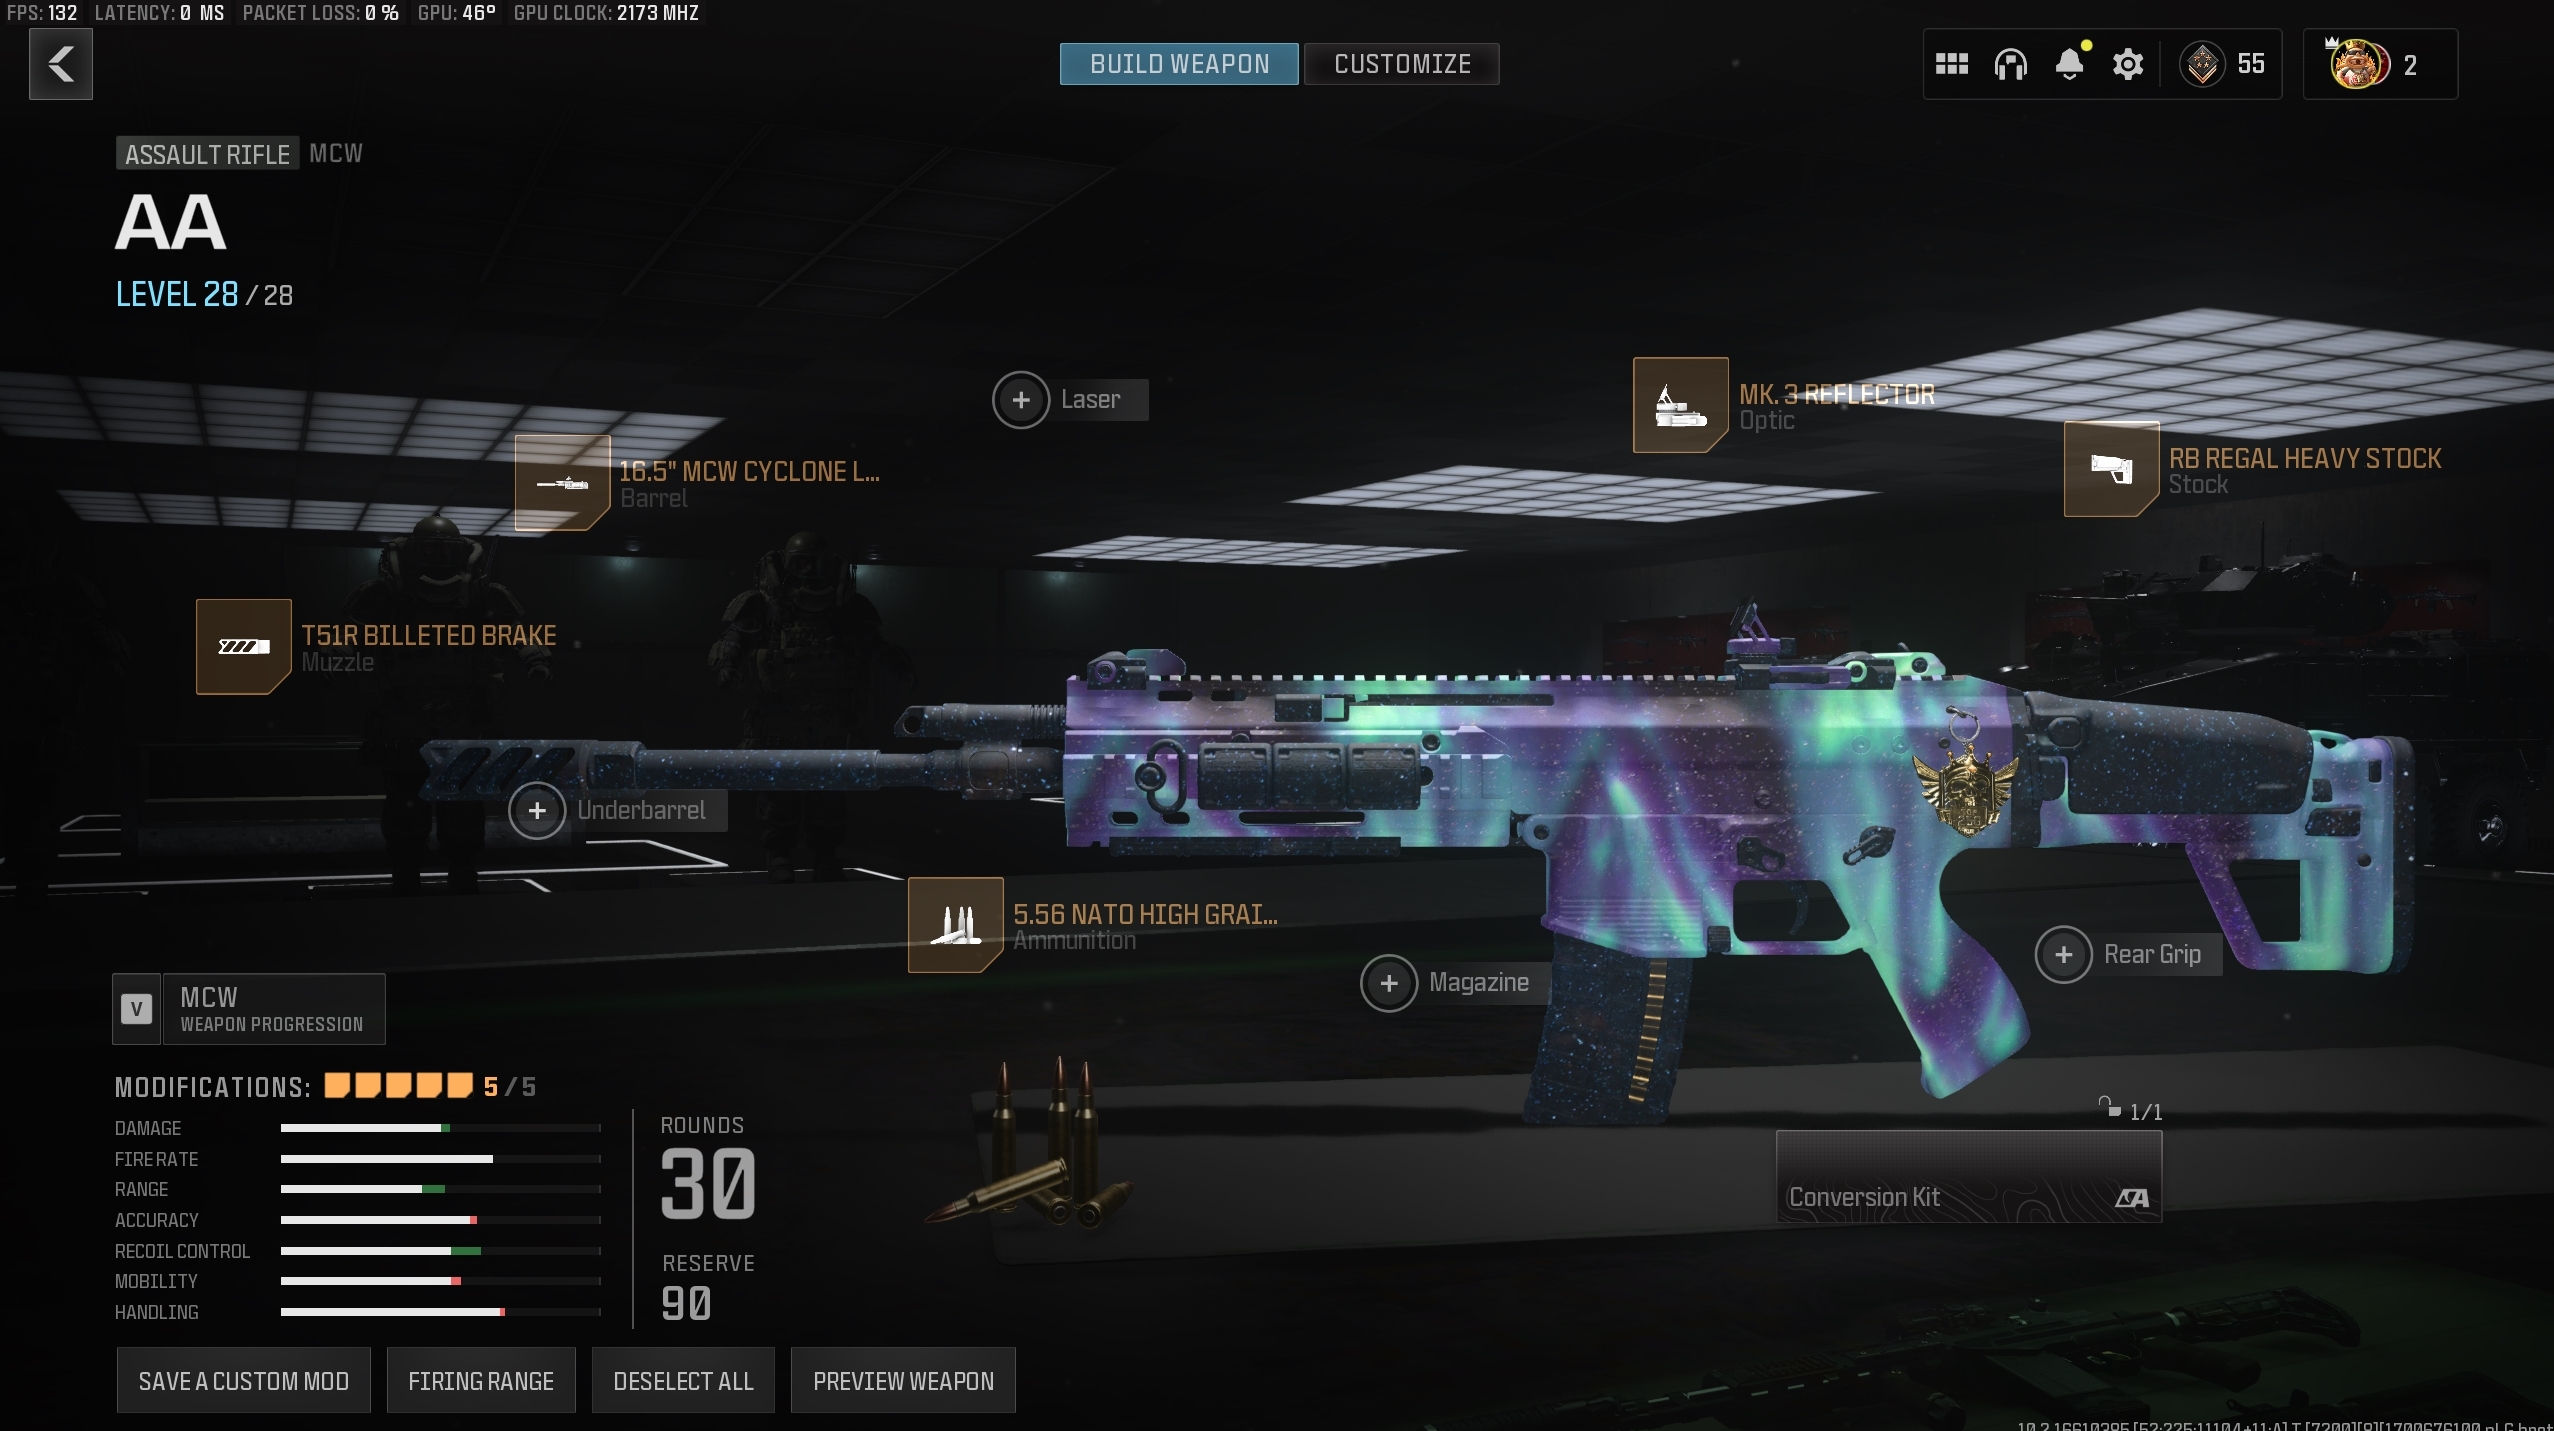 FPS: 132 LATENCY: 0 MS PACKET LOSS: 0 % GPU: 46° GPU CLOCK: 2173 MHZ
BUILD WEAPON CUSTOMIZE
55
2
ASSAULT RIFLE MCW
AA
LEVEL 28 / 28
Laser
MK. 3 REFLECTOR
Optic
RB REGAL HEAVY STOCK
Stock
16.5" MCW CYCLONE L...
Barrel
T51R BILLETED BRAKE
Muzzle
Underbarrel
5.56 NATO HIGH GRAI...
Ammunition
Magazine
Rear Grip
V MCW
WEAPON PROGRESSION
MODIFICATIONS: 5 / 5
DAMAGE
FIRE RATE
RANGE
ACCURACY
RECOIL CONTROL
MOBILITY
HANDLING
ROUNDS
30
RESERVE
90
1/1
Conversion Kit
SAVE A CUSTOM MOD FIRING RANGE DESELECT ALL PREVIEW WEAPON